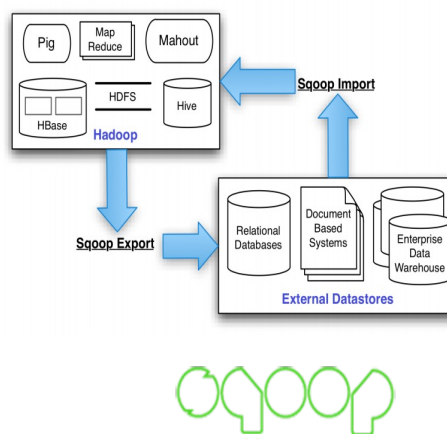 Pig
Map
Reduce
Mahout
HBase
HDFS
Hive
Hadoop
Sqoop Import
Sqoop Export
Relational
Databases
Document
Based
Systems
Enterprise
Data
Warehouse
External Datastores
sqoop